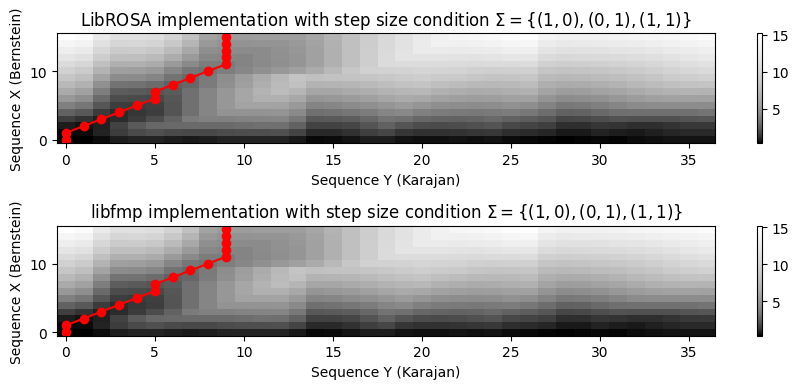 LibROSA implementation with step size condition Σ = {(1, 0), (0, 1), (1, 1)}
Sequence X (Bernstein)
10
0
0 5 10 15 20 25 30 35
Sequence Y (Karajan)
15
10
5
libfmp implementation with step size condition Σ = {(1, 0), (0, 1), (1, 1)}
Sequence X (Bernstein)
10
0
0 5 10 15 20 25 30 35
Sequence Y (Karajan)
15
10
5